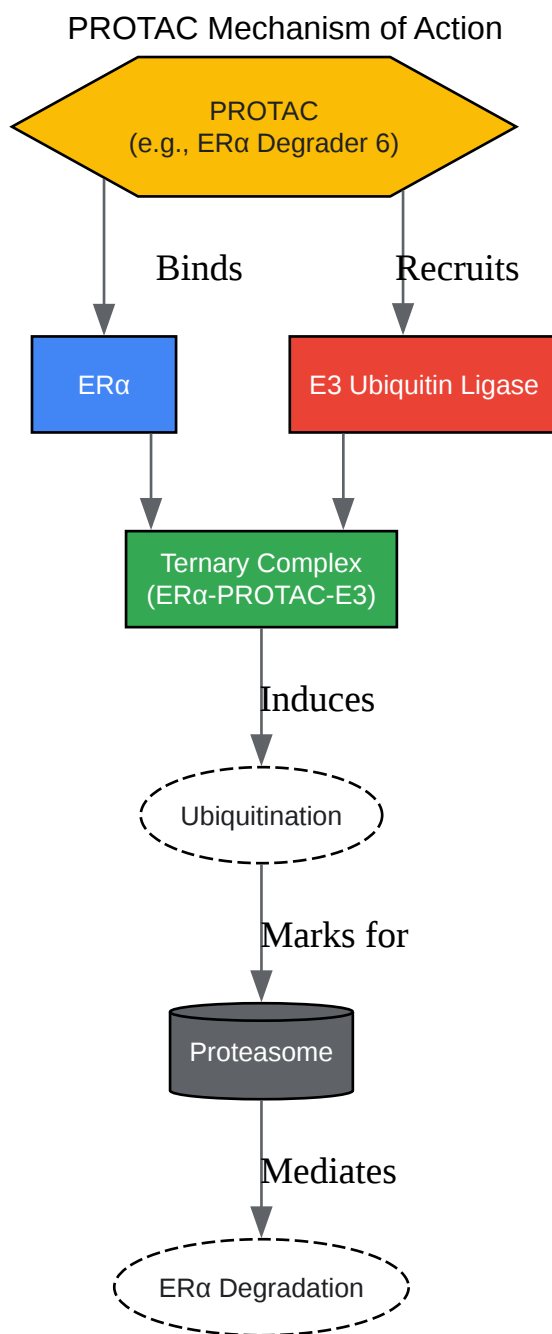 PROTAC Mechanism of Action
PROTAC
(e.g., ERα Degrader 6)
Binds
Recruits
ERα
E3 Ubiquitin Ligase
Ternary Complex
(ERα-PROTAC-E3)
Induces
Ubiquitination
Marks for
Proteasome
Mediates
ERα Degradation